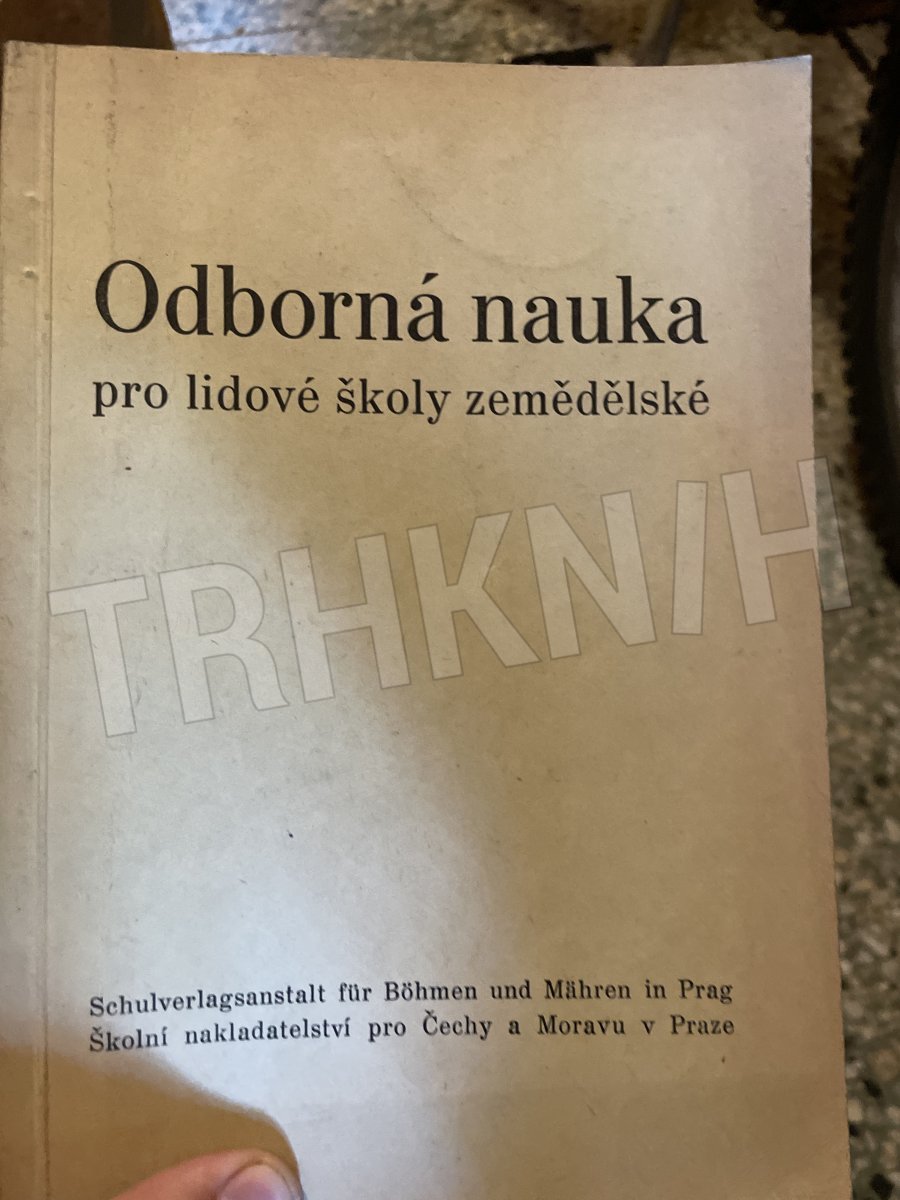 Odborná nauka
pro lidové školy zemědělské
TRHKNIH
Schulverlagsanstalt für Böhmen und Mähren in Prag
Školní nakladatelství pro Čechy a Moravu v Praze